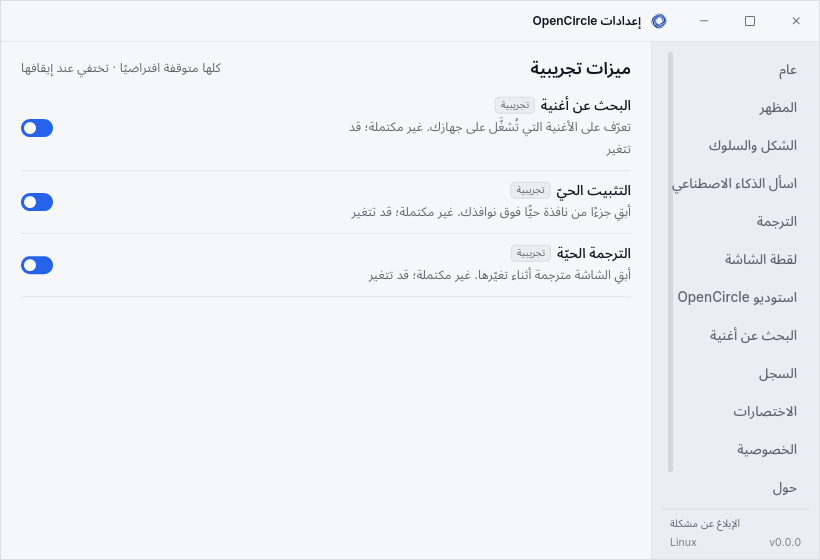 إعدادات OpenCircle
عام
المظهر
الشكل والسلوك
اسأل الذكاء الاصطناعي
الترجمة
لقطة الشاشة
استوديو OpenCircle
البحث عن أغنية
السجل
الاختصارات
الخصوصية
حول
الإبلاغ عن مشكلة
v0.0.0 Linux
ميزات تجريبية
كلها متوقفة افتراضيًا · تختفي عند إيقافها
البحث عن أغنية تجريبية
تعرّف على الأغنية التي تُشغَّل على جهازك. غير مكتملة؛ قد
تتغير
التثبيت الحيّ تجريبية
أبقِ جزءًا من نافذة حيًّا فوق نوافذك. غير مكتملة؛ قد تتغير
الترجمة الحيّة تجريبية
أبقِ الشاشة مترجمة أثناء تغيّرها. غير مكتملة؛ قد تتغير